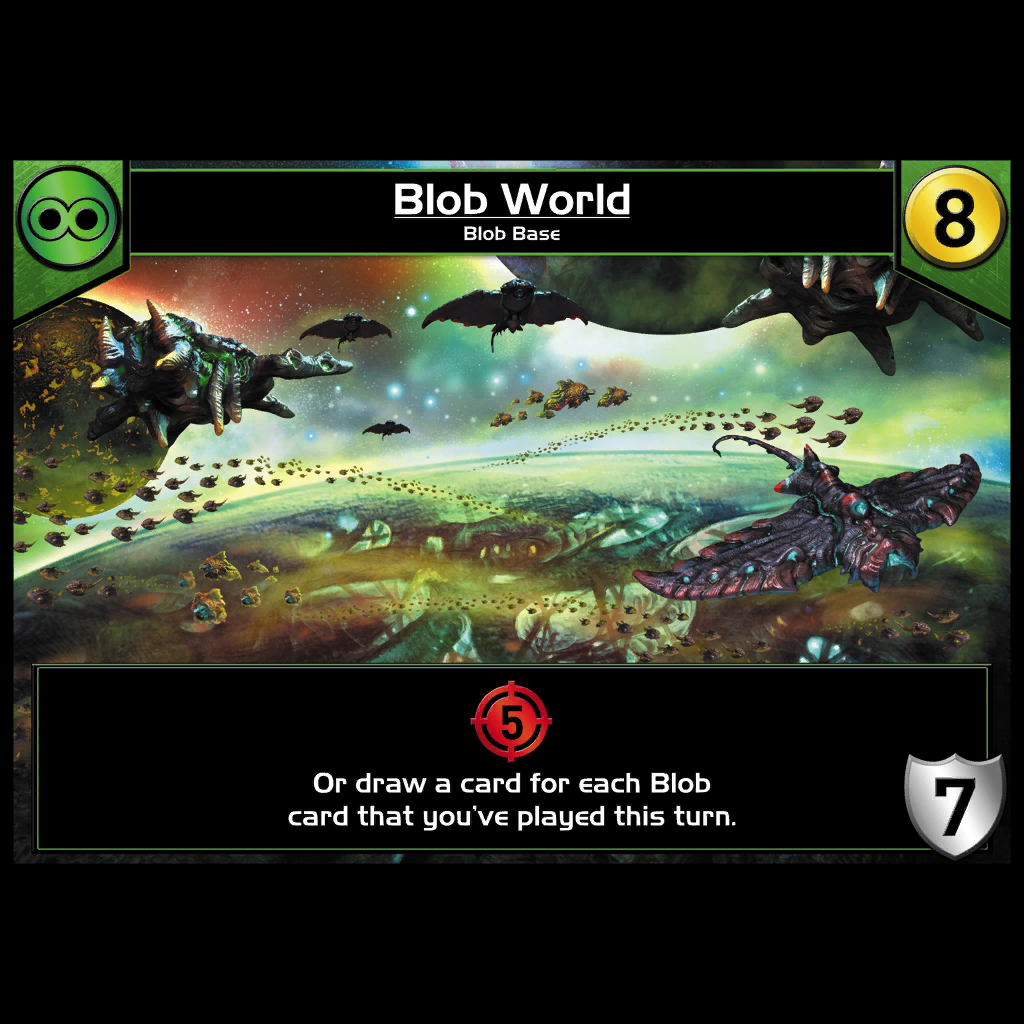 Blob World
Blob Base
8
5
Or draw a card for each Blob
card that you've played this turn.
7